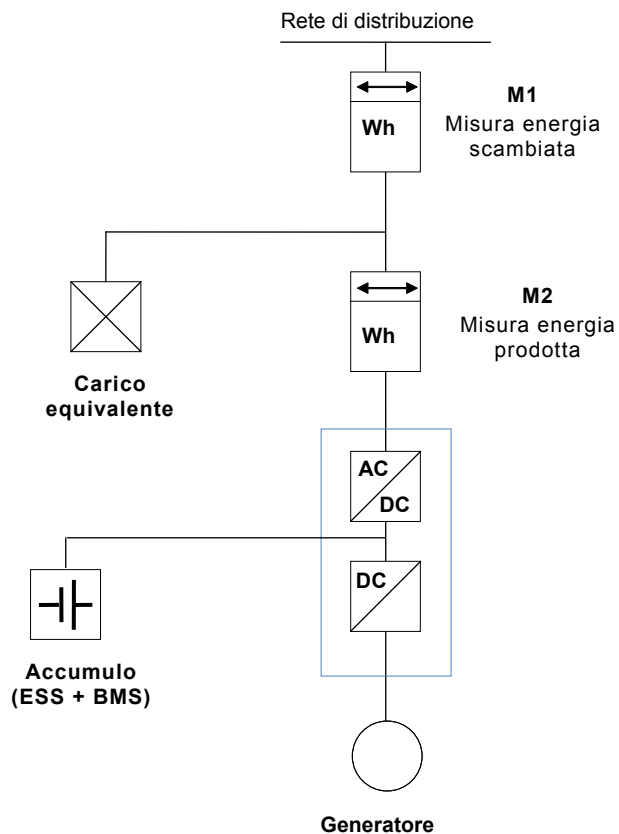 Rete di distribuzione
M1
Misura energia
scambiata
Wh
M2
Misura energia
prodotta
Wh
Carico
equivalente
AC
DC
DC
Accumulo
(ESS + BMS)
Generatore